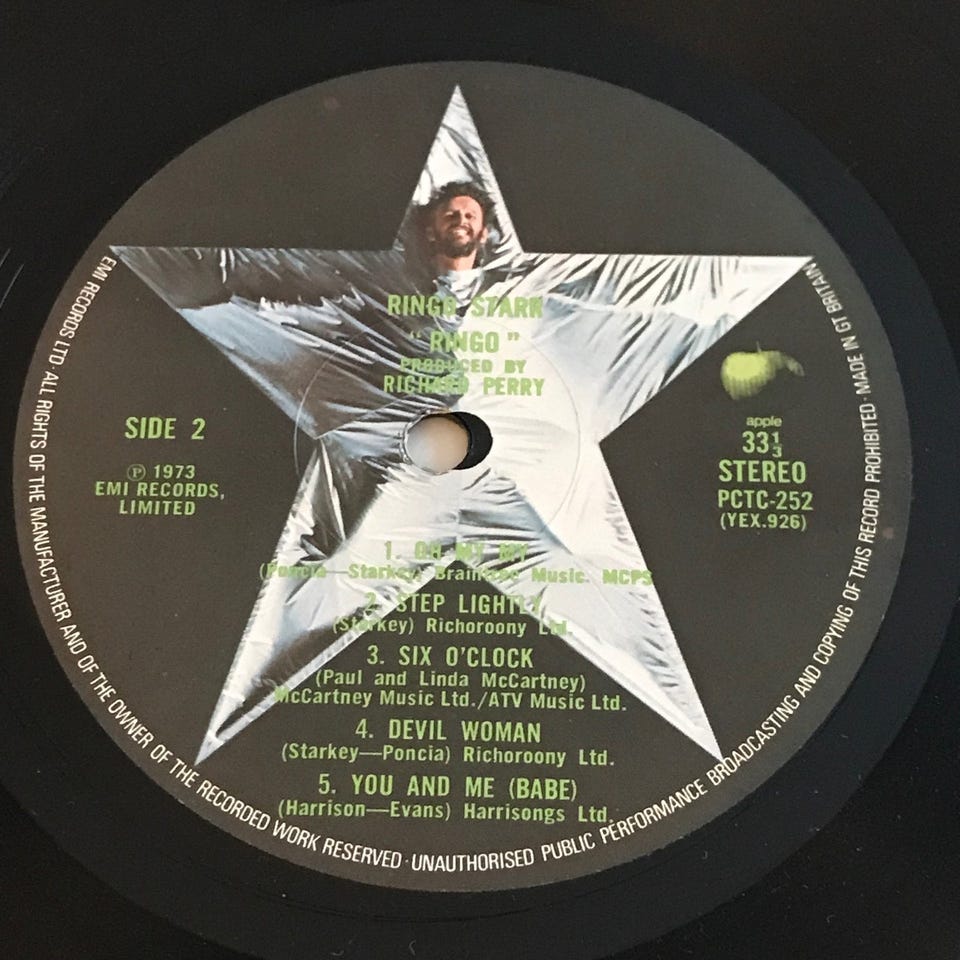 RINGO STARR
" RINGO "
PRODUCED BY
RICHARD PERRY
SIDE 2
Ⓟ 1973
EMI RECORDS,
LIMITED
apple
33⅓
STEREO
PCTC-252
(YEX.926)
1. OH MY MY
(Poncia—Starkey) Braintree Music. MCPS
2. STEP LIGHTLY
(Starkey) Richoroony Ltd.
3. SIX O'CLOCK
(Paul and Linda McCartney)
McCartney Music Ltd./ATV Music Ltd.
4. DEVIL WOMAN
(Starkey—Poncia) Richoroony Ltd.
5. YOU AND ME (BABE)
(Harrison—Evans) Harrisongs Ltd.
EMI RECORDS LTD · ALL RIGHTS OF THE MANUFACTURER AND OF THE OWNER OF THE RECORDED WORK RESERVED · UNAUTHORISED PUBLIC PERFORMANCE BROADCASTING AND COPYING OF THIS RECORD PROHIBITED · MADE IN GT BRITAIN